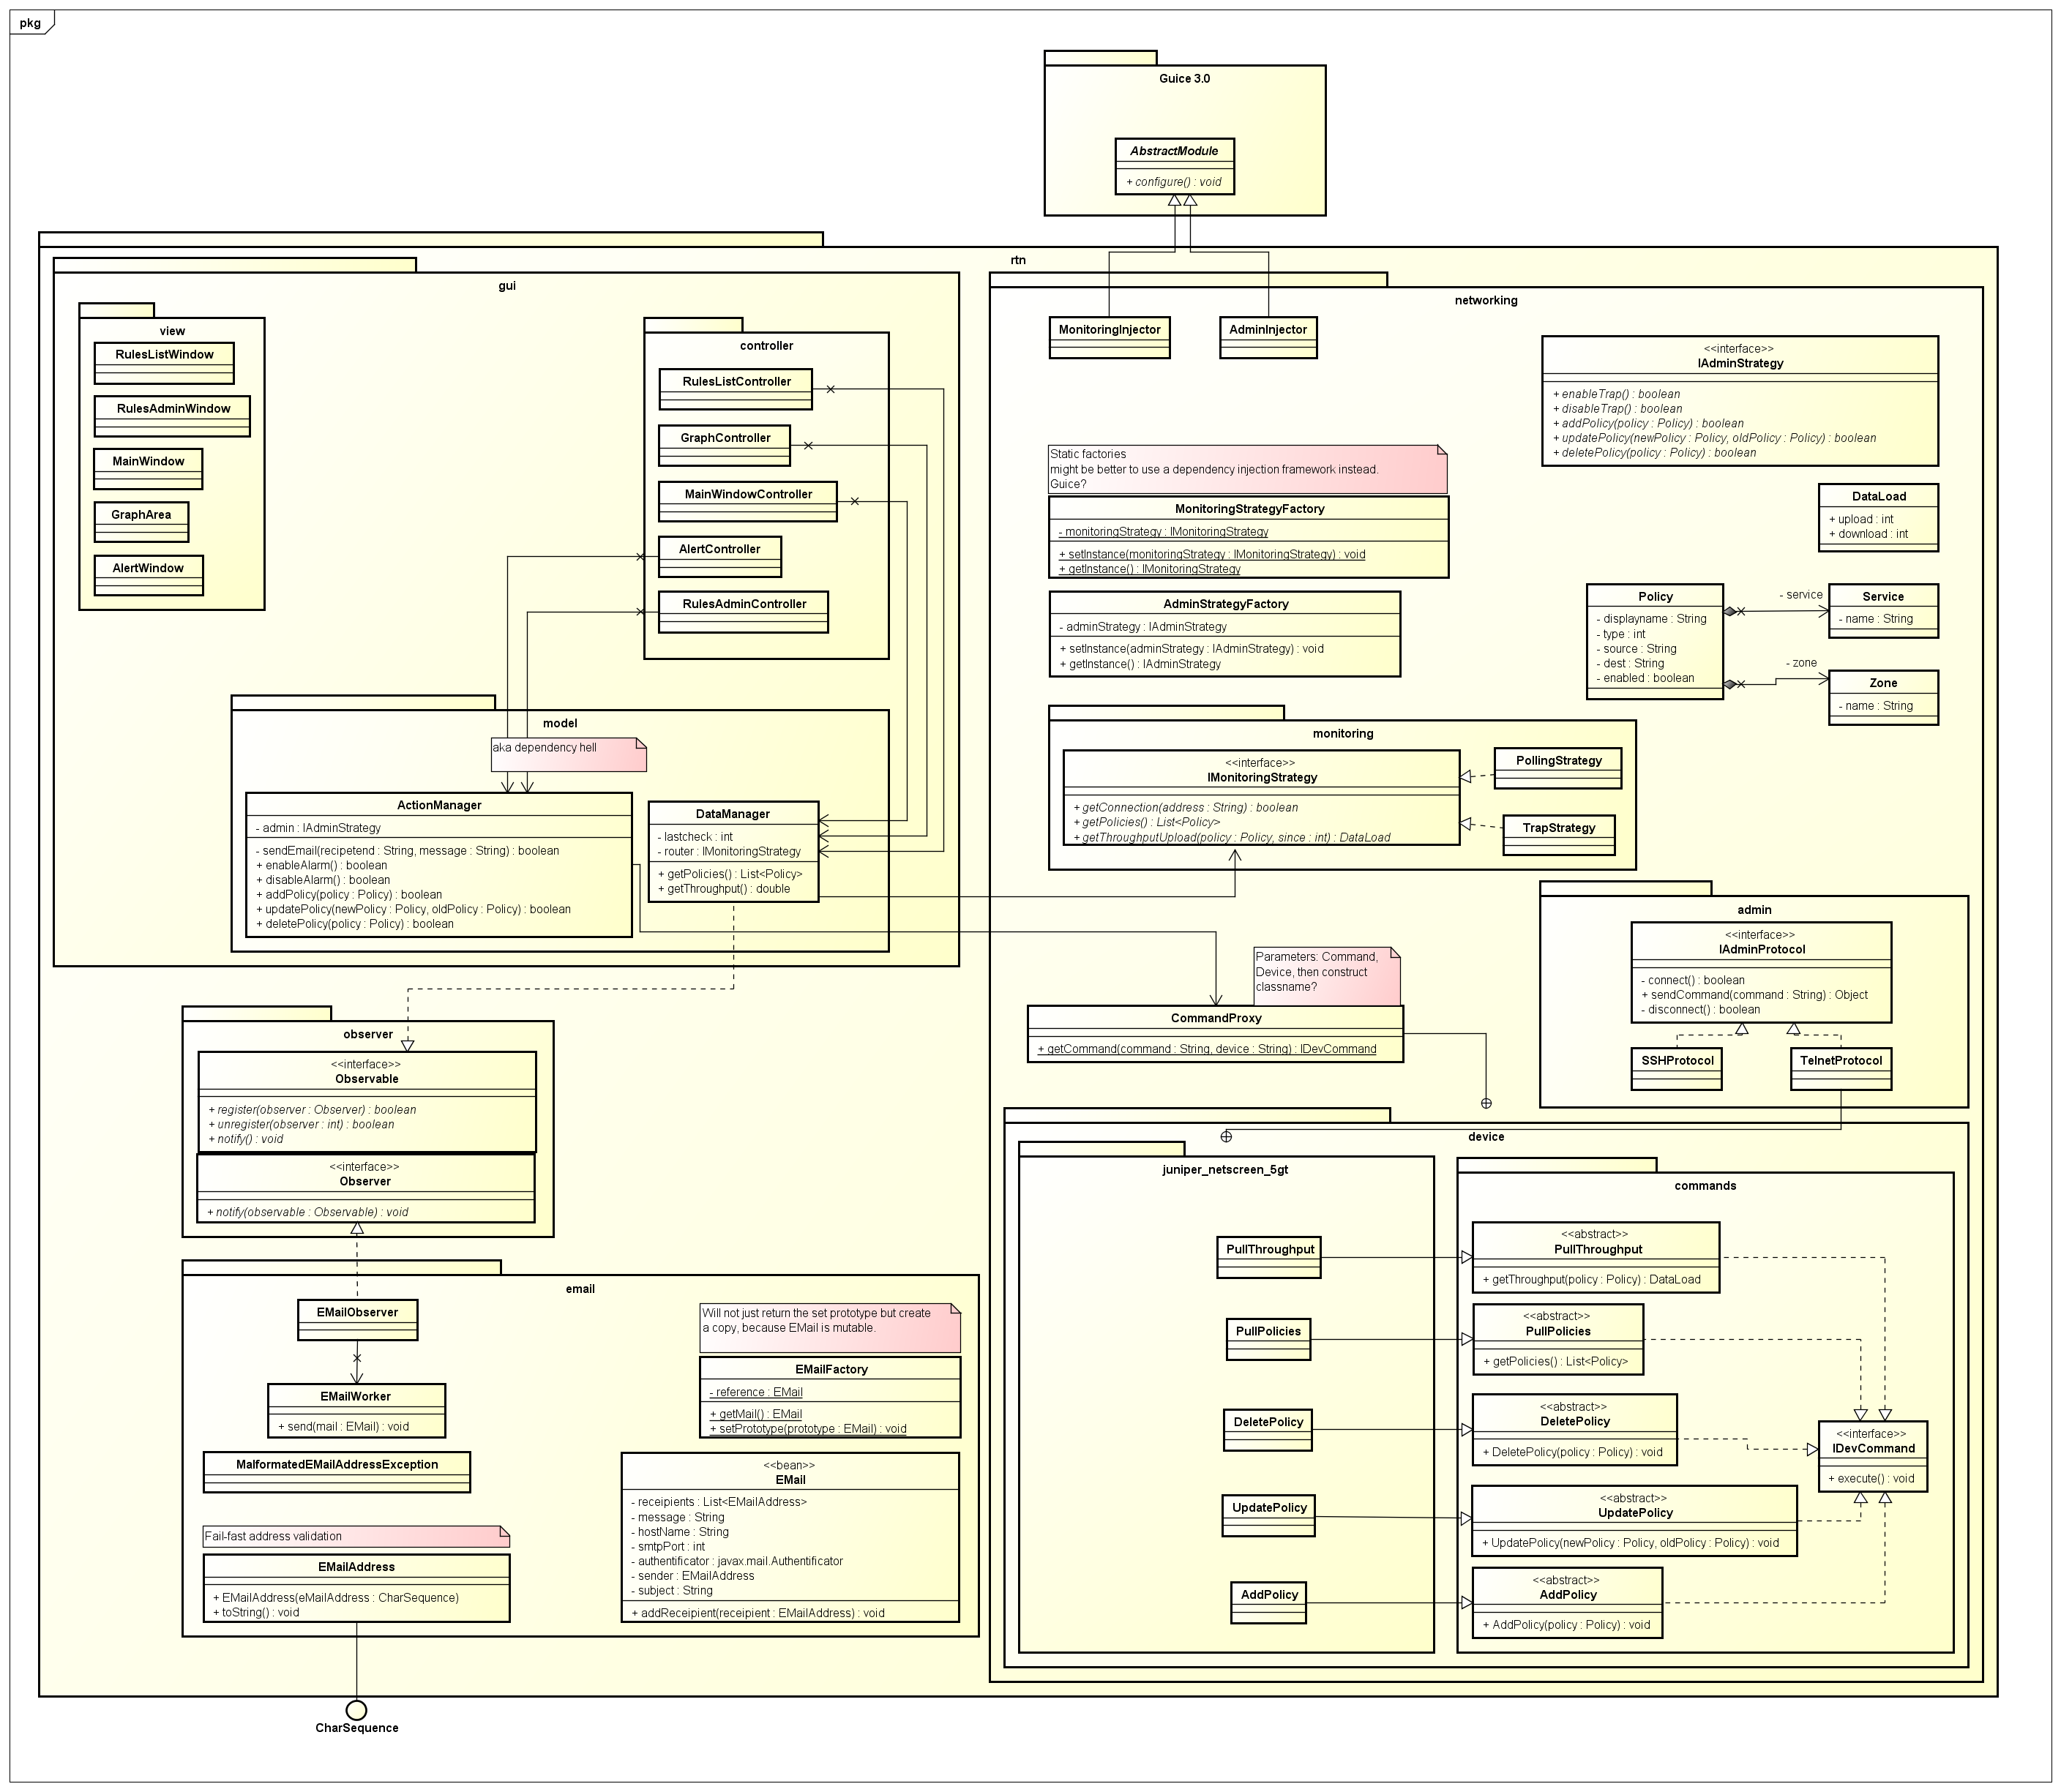 pkg
Guice 3.0
AbstractModule
+ configure() : void
rtn
gui
view
RulesListWindow
RulesAdminWindow
MainWindow
GraphArea
AlertWindow
controller
RulesListController
GraphController
MainWindowController
AlertController
RulesAdminController
model
aka dependency hell
ActionManager
- admin : IAdminStrategy
- sendEmail(recipetend : String, message : String) : boolean
+ enableAlarm() : boolean
+ disableAlarm() : boolean
+ addPolicy(policy : Policy) : boolean
+ updatePolicy(newPolicy : Policy, oldPolicy : Policy) : boolean
+ deletePolicy(policy : Policy) : boolean
DataManager
- lastcheck : int
- router : IMonitoringStrategy
+ getPolicies() : List<Policy>
+ getThroughput() : double
observer
<<interface>>
Observable
+ register(observer : Observer) : boolean
+ unregister(observer : int) : boolean
+ notify() : void
<<interface>>
Observer
+ notify(observable : Observable) : void
email
EMailObserver
EMailWorker
+ send(mail : EMail) : void
MalformatedEMailAddressException
Fail-fast address validation
EMailAddress
+ EMailAddress(eMailAddress : CharSequence)
+ toString() : void
Will not just return the set prototype but create
a copy, because EMail is mutable.
EMailFactory
- reference : EMail
+ getMail() : EMail
+ setPrototype(prototype : EMail) : void
<<bean>>
EMail
- receipients : List<EMailAddress>
- message : String
- hostName : String
- smtpPort : int
- authentificator : javax.mail.Authentificator
- sender : EMailAddress
- subject : String
+ addReceipient(receipient : EMailAddress) : void
CharSequence
networking
MonitoringInjector
AdminInjector
<<interface>>
IAdminStrategy
+ enableTrap() : boolean
+ disableTrap() : boolean
+ addPolicy(policy : Policy) : boolean
+ updatePolicy(newPolicy : Policy, oldPolicy : Policy) : boolean
+ deletePolicy(policy : Policy) : boolean
Static factories
might be better to use a dependency injection framework instead.
Guice?
MonitoringStrategyFactory
- monitoringStrategy : IMonitoringStrategy
+ setInstance(monitoringStrategy : IMonitoringStrategy) : void
+ getInstance() : IMonitoringStrategy
DataLoad
+ upload : int
+ download : int
AdminStrategyFactory
- adminStrategy : IAdminStrategy
+ setInstance(adminStrategy : IAdminStrategy) : void
+ getInstance() : IAdminStrategy
Policy
- displayname : String
- type : int
- source : String
- dest : String
- enabled : boolean
- service
Service
- name : String
- zone
Zone
- name : String
monitoring
<<interface>>
IMonitoringStrategy
+ getConnection(address : String) : boolean
+ getPolicies() : List<Policy>
+ getThroughputUpload(policy : Policy, since : int) : DataLoad
PollingStrategy
TrapStrategy
admin
<<interface>>
IAdminProtocol
- connect() : boolean
+ sendCommand(command : String) : Object
- disconnect() : boolean
SSHProtocol
TelnetProtocol
Parameters: Command,
Device, then construct
classname?
CommandProxy
+ getCommand(command : String, device : String) : IDevCommand
device
juniper_netscreen_5gt
PullThroughput
PullPolicies
DeletePolicy
UpdatePolicy
AddPolicy
commands
<<abstract>>
PullThroughput
+ getThroughput(policy : Policy) : DataLoad
<<abstract>>
PullPolicies
+ getPolicies() : List<Policy>
<<abstract>>
DeletePolicy
+ DeletePolicy(policy : Policy) : void
<<abstract>>
UpdatePolicy
+ UpdatePolicy(newPolicy : Policy, oldPolicy : Policy) : void
<<abstract>>
AddPolicy
+ AddPolicy(policy : Policy) : void
<<interface>>
IDevCommand
+ execute() : void